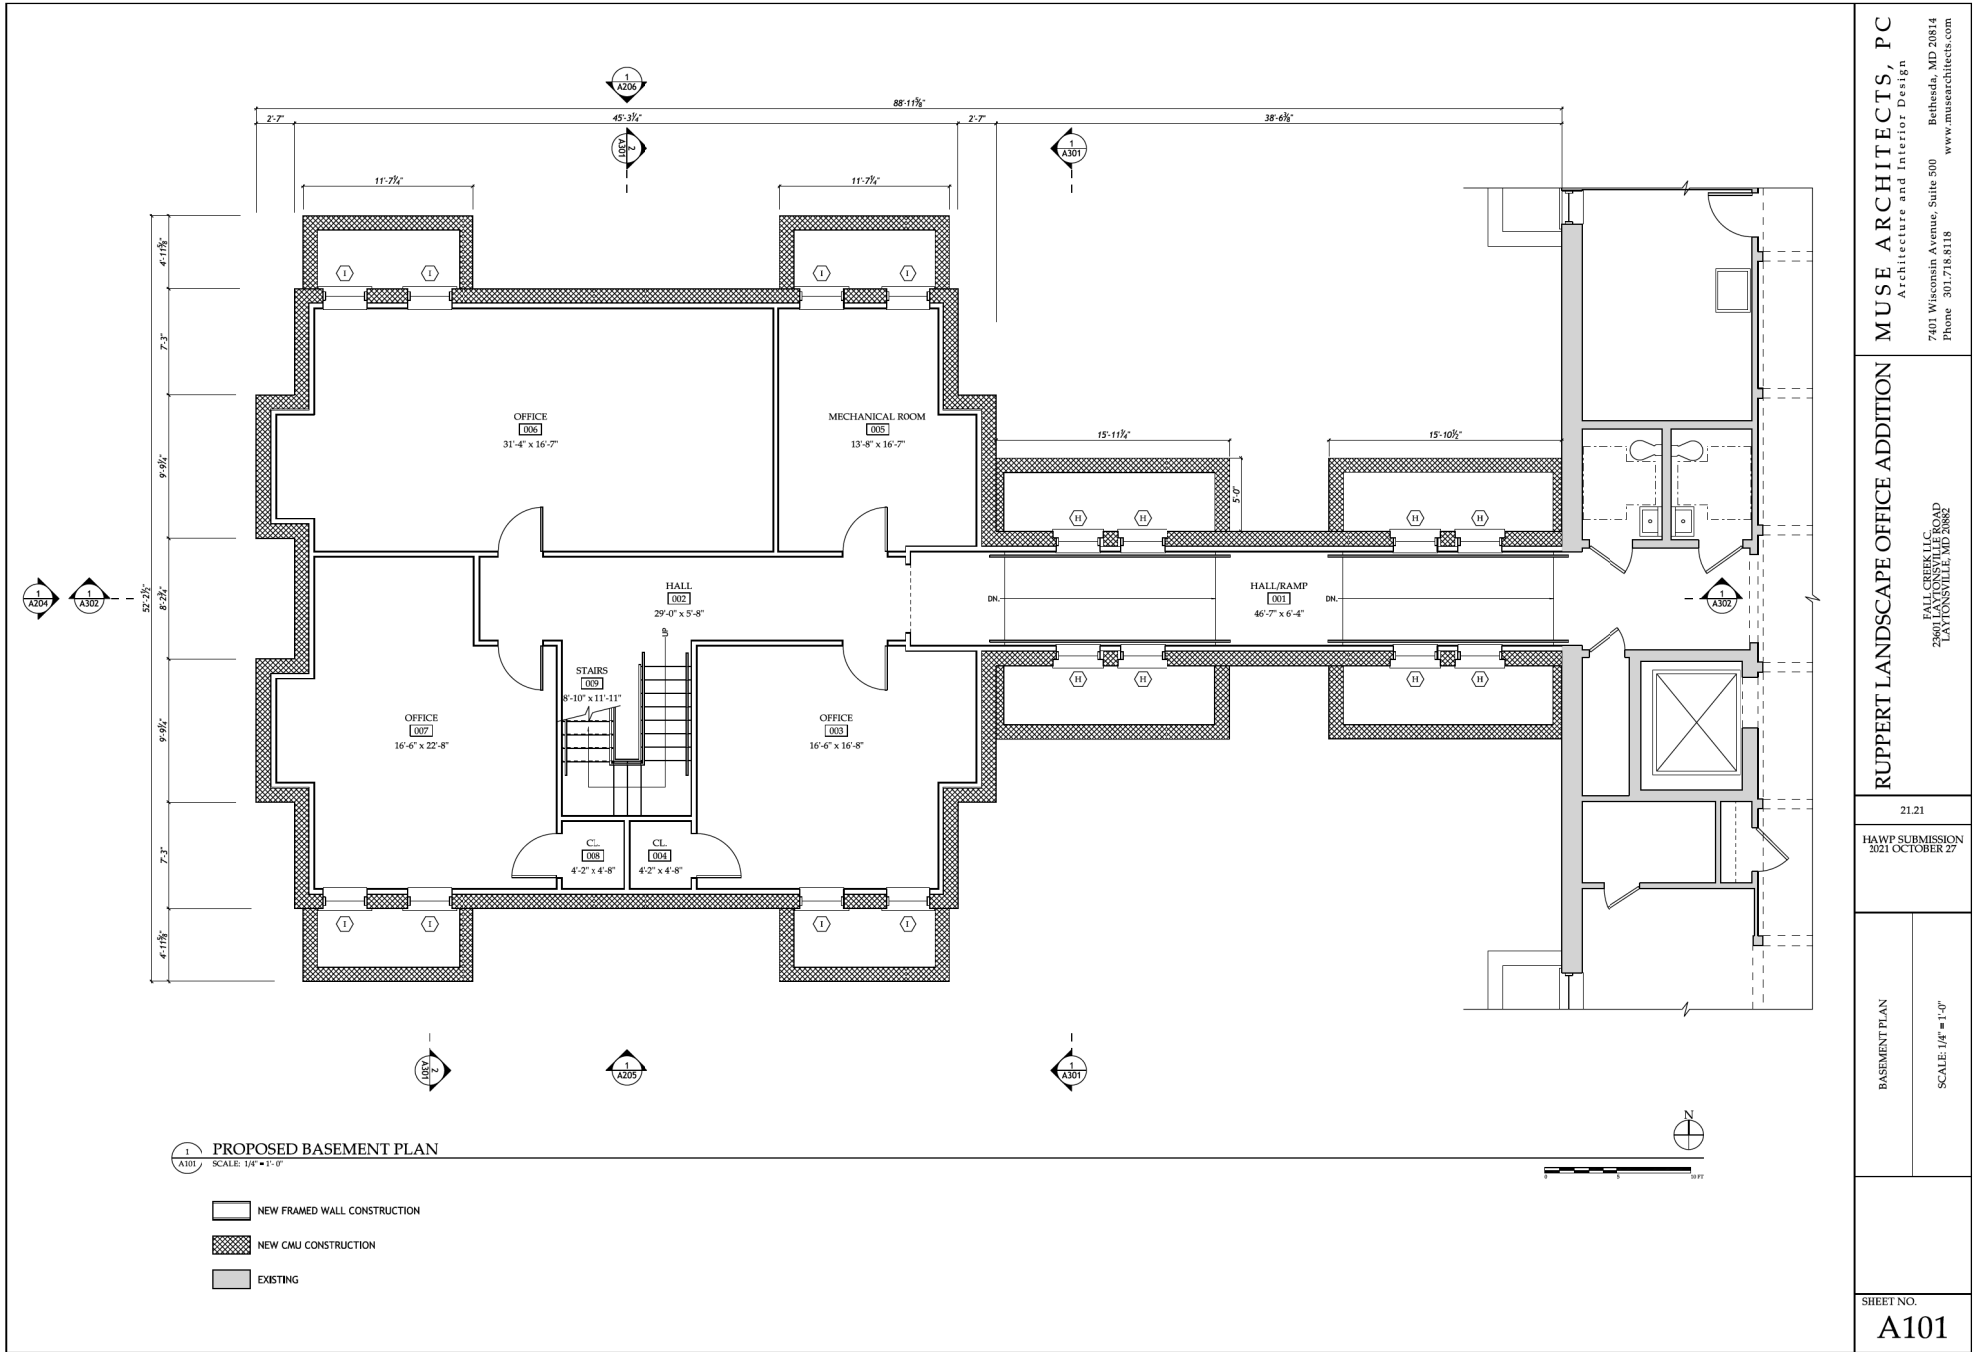 1
A206
88'-11⅝"
2'-7"
45'-3¼"
2'-7"
38'-6⅜"
2
A301
1
A301
11'-7¼"
11'-7¼"
4'-11⅝"
7'-3"
9'-9¼"
8'-2¾"
9'-9¼"
7'-3"
4'-11⅝"
52'-2½"
I
I
I
I
OFFICE
006
31'-4" x 16'-7"
MECHANICAL ROOM
005
13'-8" x 16'-7"
15'-11¼"
15'-10½"
5'-0"
H
H
H
H
1
A204
1
A302
HALL
002
29'-0" x 5'-8"
UP
DN.
HALL/RAMP
001
46'-7" x 6'-4"
DN.
1
A302
STAIRS
009
8'-10" x 11'-11"
H
H
H
H
OFFICE
007
16'-6" x 22'-8"
OFFICE
003
16'-6" x 16'-8"
CL.
008
4'-2" x 4'-8"
CL.
004
4'-2" x 4'-8"
I
I
I
I
2
A301
1
A205
1
A301
N
1
A101
PROPOSED BASEMENT PLAN
SCALE: 1/4" = 1'- 0"
0
5
10 FT
NEW FRAMED WALL CONSTRUCTION
NEW CMU CONSTRUCTION
EXISTING
MUSE ARCHITECTS, PC
Architecture and Interior Design
7401 Wisconsin Avenue, Suite 500 Bethesda, MD 20814
Phone 301.718.8118 www.musearchitects.com
RUPPERT LANDSCAPE OFFICE ADDITION
FALL CREEK LLC.
23601 LAYTONSVILLE ROAD
LAYTONSVILLE, MD 20882
21.21
HAWP SUBMISSION
2021 OCTOBER 27
BASEMENT PLAN
SCALE: 1/4" = 1'-0"
SHEET NO.
A101